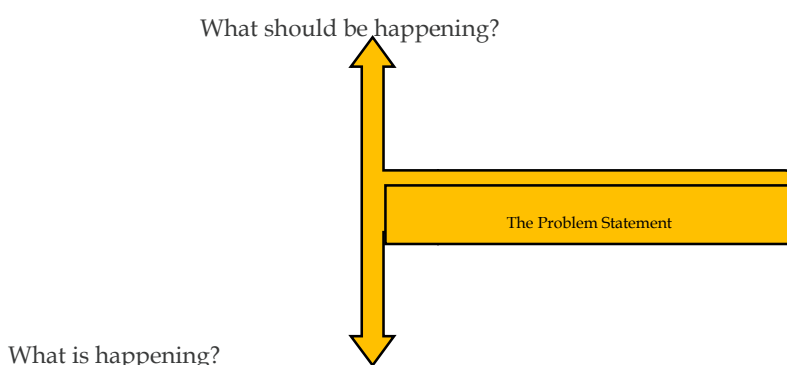 What should be happening?
The Problem Statement
What is happening?